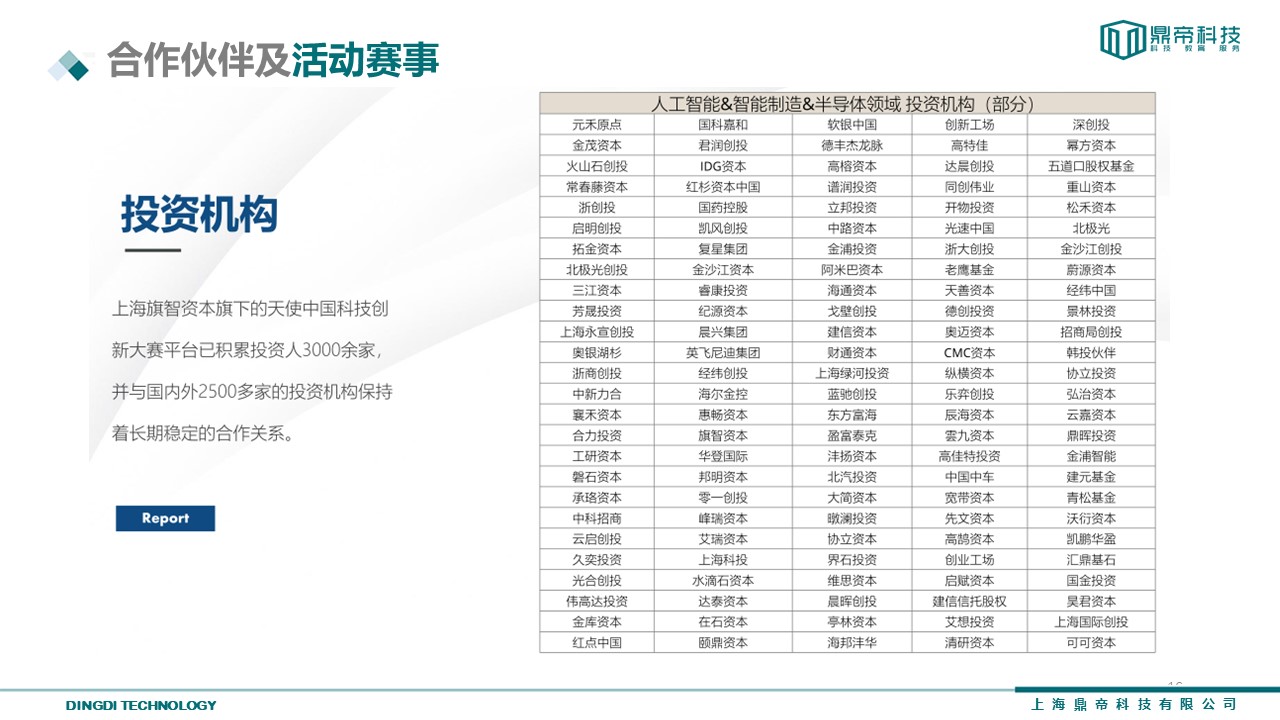 合作伙伴及活动赛事
鼎帝科技
科技 教育 服务
投资机构
上海旗智资本旗下的天使中国科技创
新大赛平台已积累投资人3000余家，
并与国内外2500多家的投资机构保持
着长期稳定的合作关系。
Report
人工智能&智能制造&半导体领域 投资机构（部分）
元禾原点 国科嘉和 软银中国 创新工场 深创投
金茂资本 君润创投 德丰杰龙脉 高特佳 幂方资本
火山石创投 IDG资本 高榕资本 达晨创投 五道口股权基金
常春藤资本 红杉资本中国 谱润投资 同创伟业 重山资本
浙创投 国药控股 立邦投资 开物投资 松禾资本
启明创投 凯风创投 中路资本 光速中国 北极光
拓金资本 复星集团 金浦投资 浙大创投 金沙江创投
北极光创投 金沙江资本 阿米巴资本 老鹰基金 蔚源资本
三江资本 睿康投资 海通资本 天善资本 经纬中国
芳晟投资 纪源资本 戈壁创投 德创投资 景林投资
上海永宣创投 晨兴集团 建信资本 奥迈资本 招商局创投
奥银湖杉 英飞尼迪集团 财通资本 CMC资本 韩投伙伴
浙商创投 经纬创投 上海绿河投资 纵横资本 协立投资
中新力合 海尔金控 蓝驰创投 乐弈创投 弘治资本
襄禾资本 惠畅资本 东方富海 辰海资本 云嘉资本
合力投资 旗智资本 盈富泰克 雲九资本 鼎晖投资
工研资本 华登国际 沣扬资本 高佳特投资 金浦智能
磐石资本 邦明资本 北汽投资 中国中车 建元基金
承珞资本 零一创投 大简资本 宽带资本 青松基金
中科招商 峰瑞资本 暾澜投资 先文资本 沃衍资本
云启创投 艾瑞资本 协立资本 高鹄资本 凯鹏华盈
久奕投资 上海科投 界石投资 创业工场 汇鼎基石
光合创投 水滴石资本 维思资本 启赋资本 国金投资
伟高达投资 达泰资本 晨晖创投 建信信托股权 昊君资本
金库资本 在石资本 亭林资本 艾想投资 上海国际创投
红点中国 颐鼎资本 海邦沣华 清研资本 可可资本
DINGDI TECHNOLOGY
上海鼎帝科技有限公司